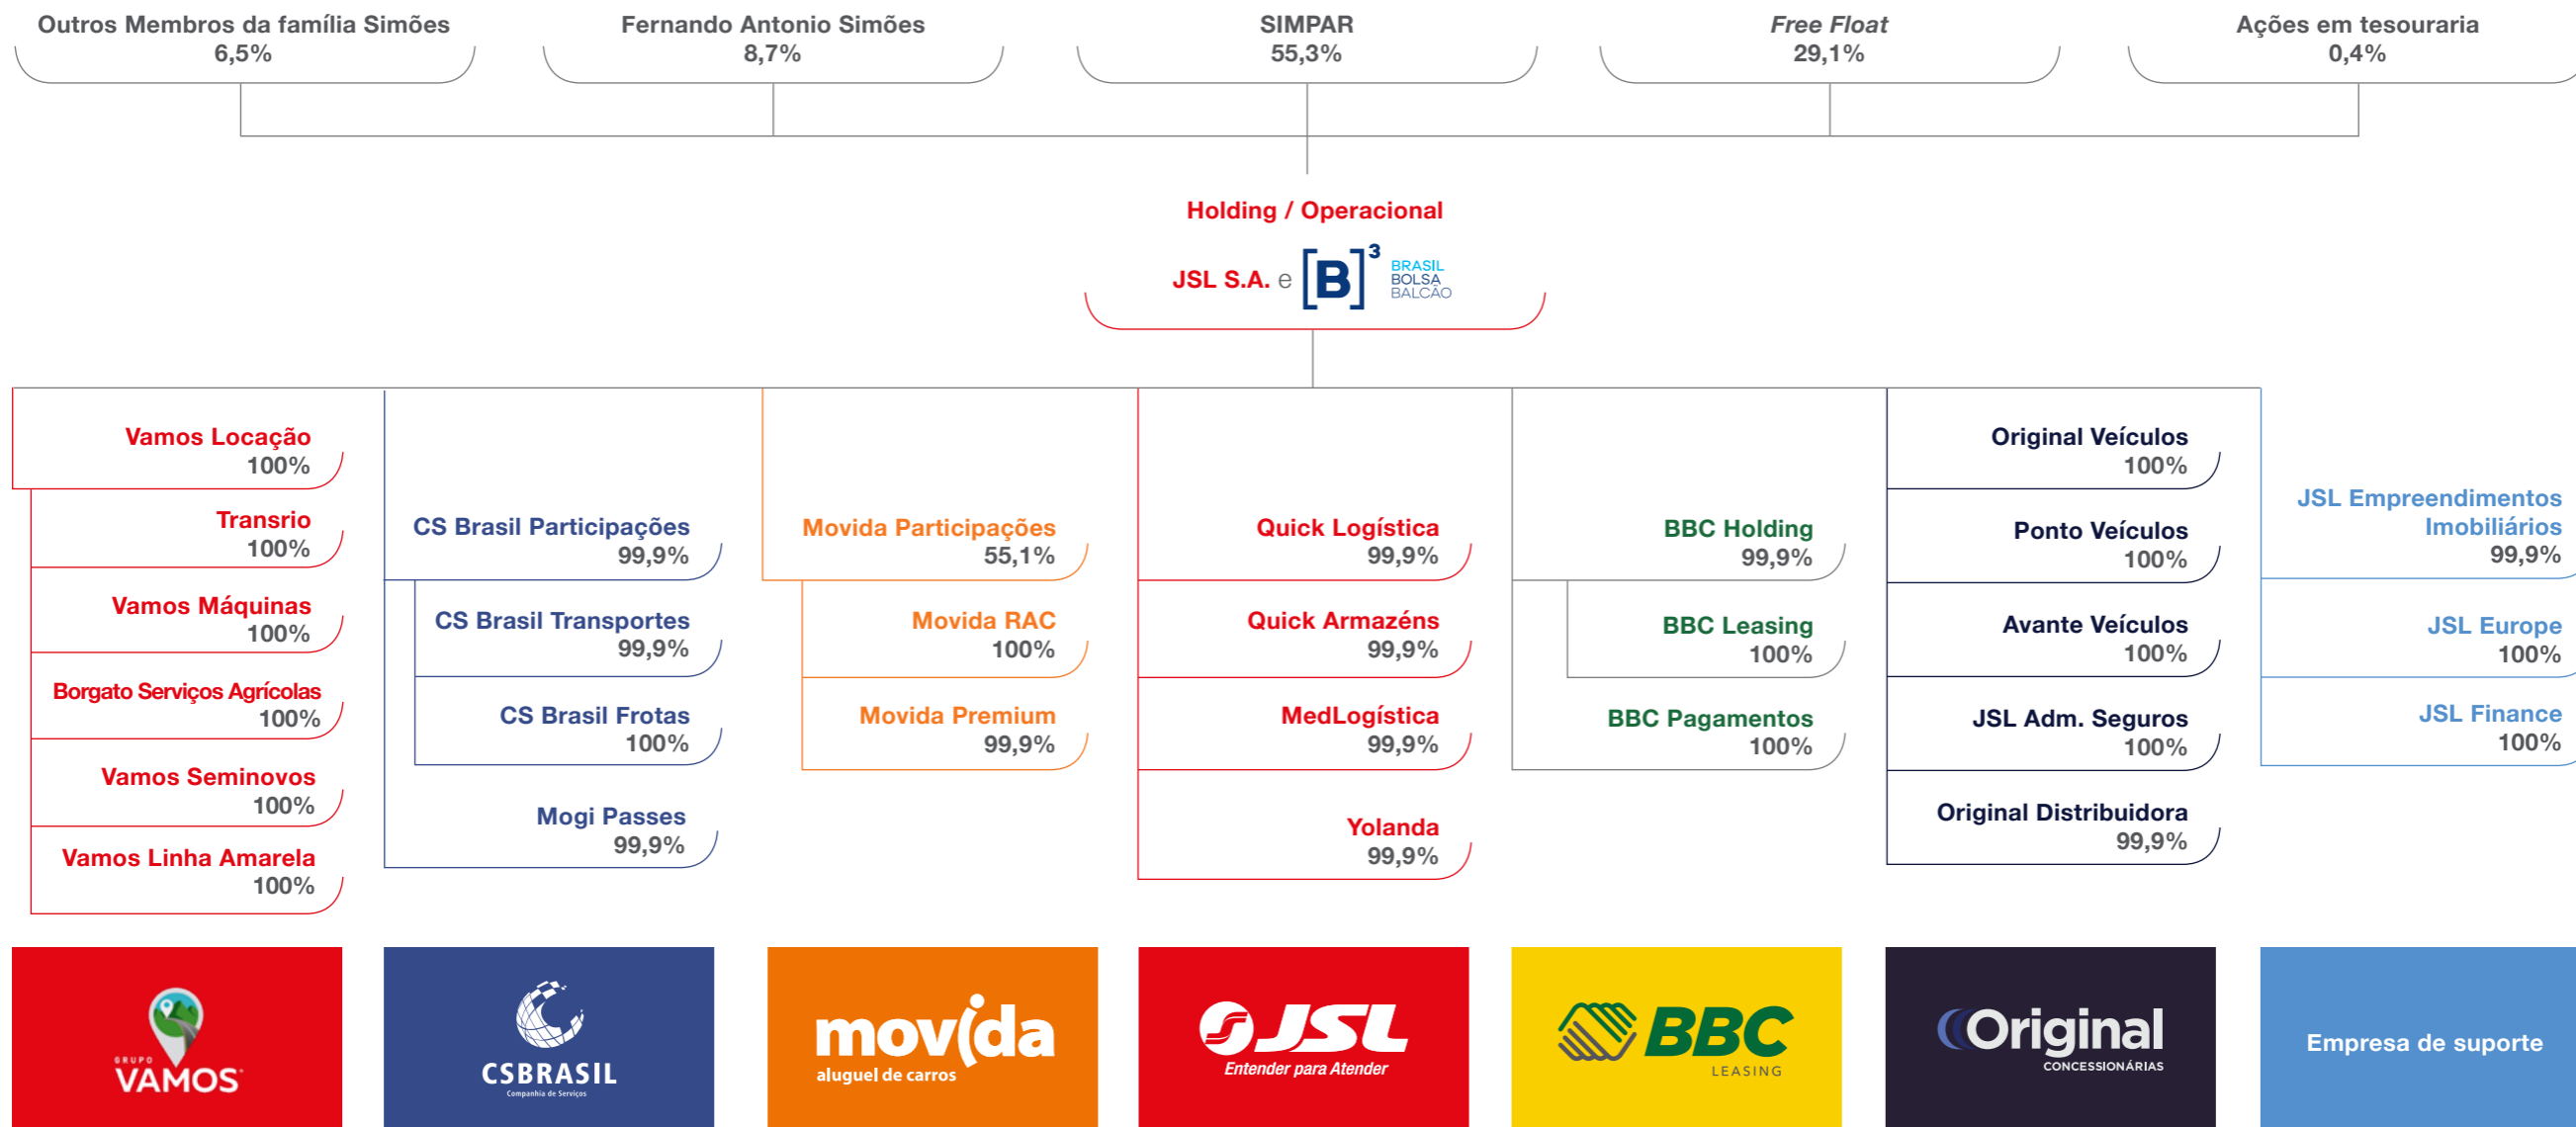 Outros Membros da família Simões
6,5%
Fernando Antonio Simões
8,7%
SIMPAR
55,3%
Free Float
29,1%
Ações em tesouraria
0,4%
Holding / Operacional
JSL S.A. e [B]³ BRASIL
BOLSA
BALCÃO
Vamos Locação
100%
Transrio
100%
Vamos Máquinas
100%
Borgato Serviços Agrícolas
100%
Vamos Seminovos
100%
Vamos Linha Amarela
100%
CS Brasil Participações
99,9%
CS Brasil Transportes
99,9%
CS Brasil Frotas
100%
Mogi Passes
99,9%
Movida Participações
55,1%
Movida RAC
100%
Movida Premium
99,9%
Quick Logística
99,9%
Quick Armazéns
99,9%
MedLogística
99,9%
Yolanda
99,9%
BBC Holding
99,9%
BBC Leasing
100%
BBC Pagamentos
100%
Original Veículos
100%
Ponto Veículos
100%
Avante Veículos
100%
JSL Adm. Seguros
100%
Original Distribuidora
99,9%
JSL Empreendimentos
Imobiliários
99,9%
JSL Europe
100%
JSL Finance
100%
GRUPO
VAMOS
CSBRASIL
Companhia de Serviços
movida
aluguel de carros
JSL
Entender para Atender
BBC
LEASING
Original
CONCESSIONÁRIAS
Empresa de suporte